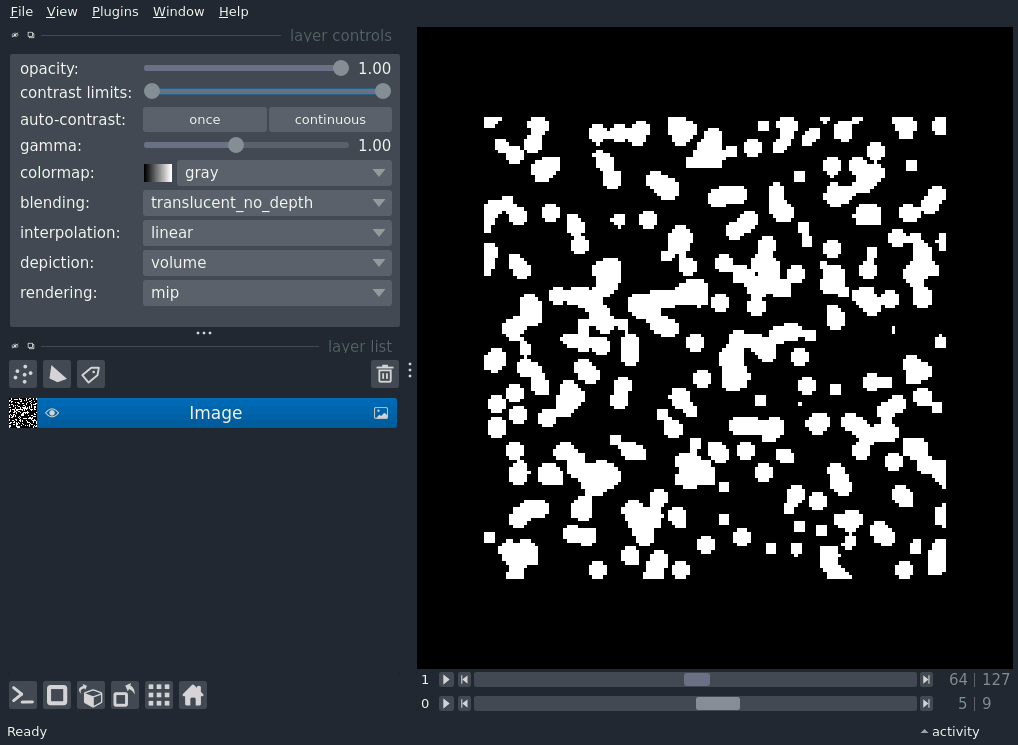 File View Plugins Window Help
layer controls
opacity: 1.00
contrast limits:
auto-contrast: once continuous
gamma: 1.00
colormap: gray
blending: translucent_no_depth
interpolation: linear
depiction: volume
rendering: mip
layer list
Image
1 64 | 127
0 5 | 9
Ready activity